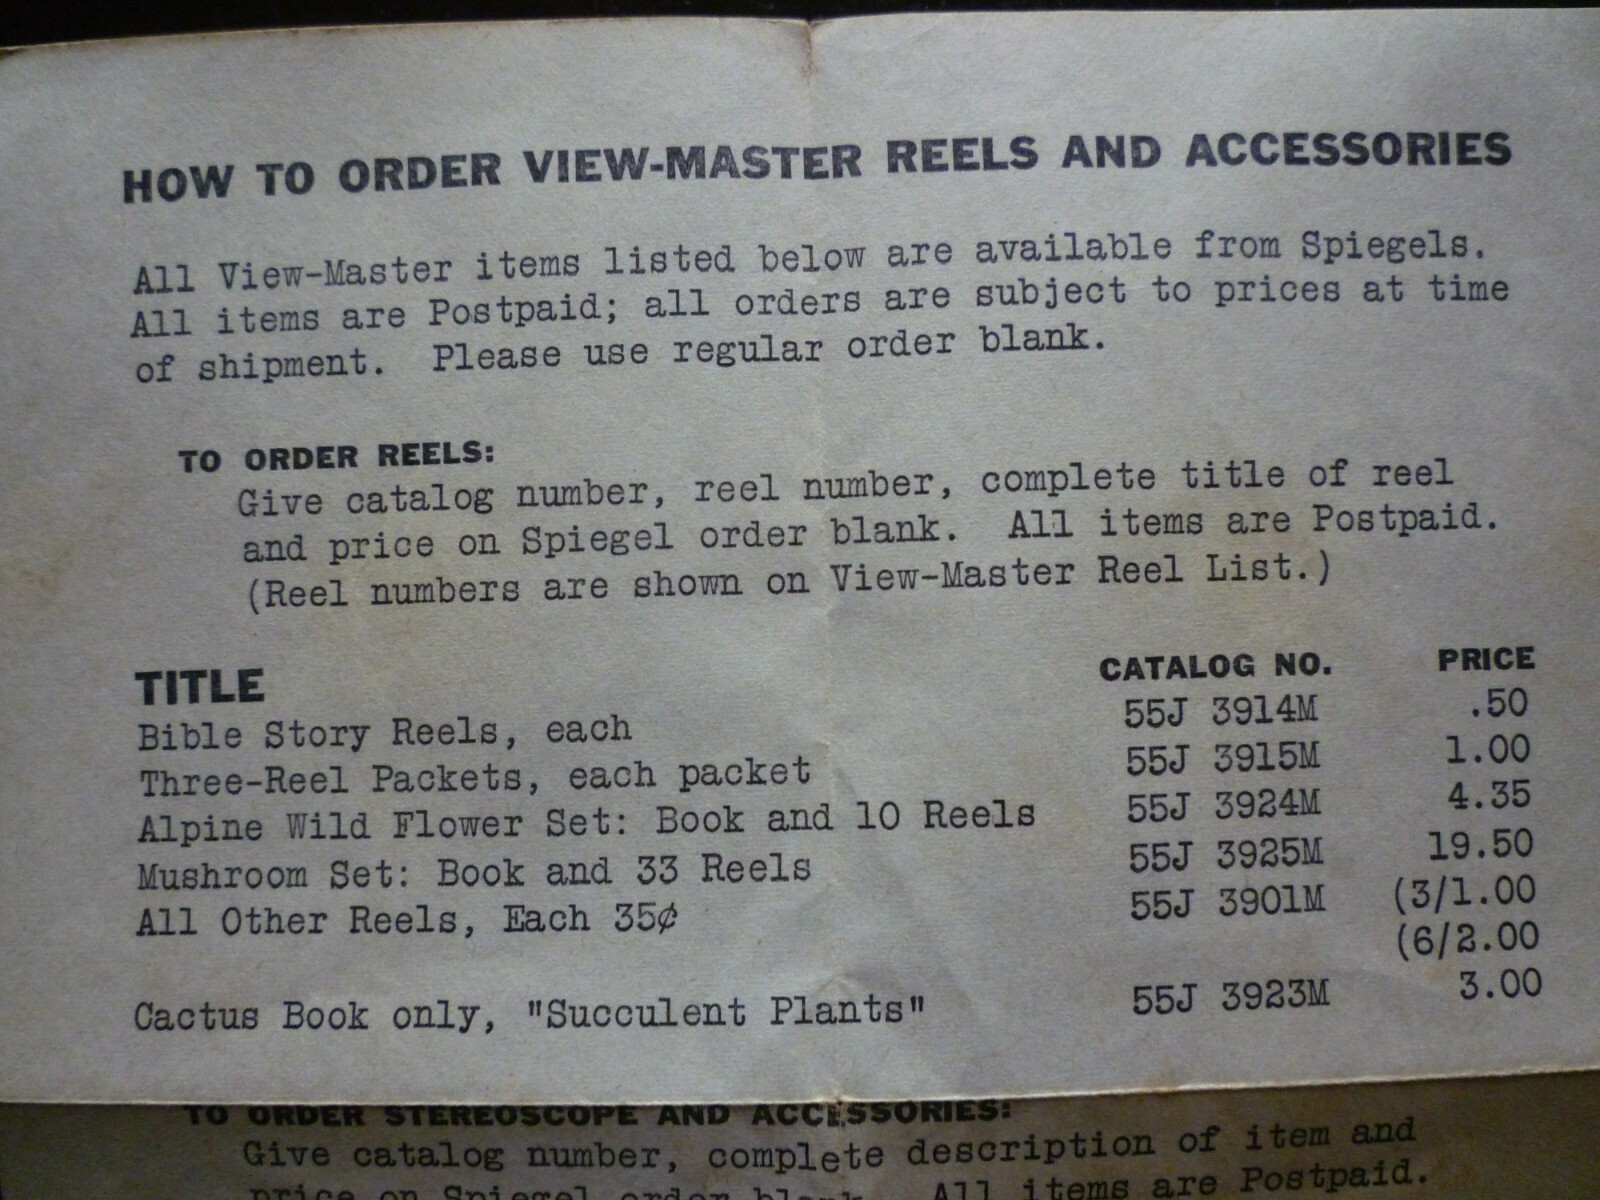 HOW TO ORDER VIEW-MASTER REELS AND ACCESSORIES
All View-Master items listed below are available from Spiegels.
All items are Postpaid; all orders are subject to prices at time
of shipment. Please use regular order blank.
TO ORDER REELS:
Give catalog number, reel number, complete title of reel
and price on Spiegel order blank. All items are Postpaid.
(Reel numbers are shown on View-Master Reel List.)
TITLE CATALOG NO. PRICE
Bible Story Reels, each 55J 3914M .50
Three-Reel Packets, each packet 55J 3915M 1.00
Alpine Wild Flower Set: Book and 10 Reels 55J 3924M 4.35
Mushroom Set: Book and 33 Reels 55J 3925M 19.50
All Other Reels, Each 35¢ 55J 3901M (3/1.00
(6/2.00
Cactus Book only, "Succulent Plants" 55J 3923M 3.00
TO ORDER STEREOSCOPE AND ACCESSORIES:
Give catalog number, complete description of item and
price on Spiegel order blank. All items are Postpaid.